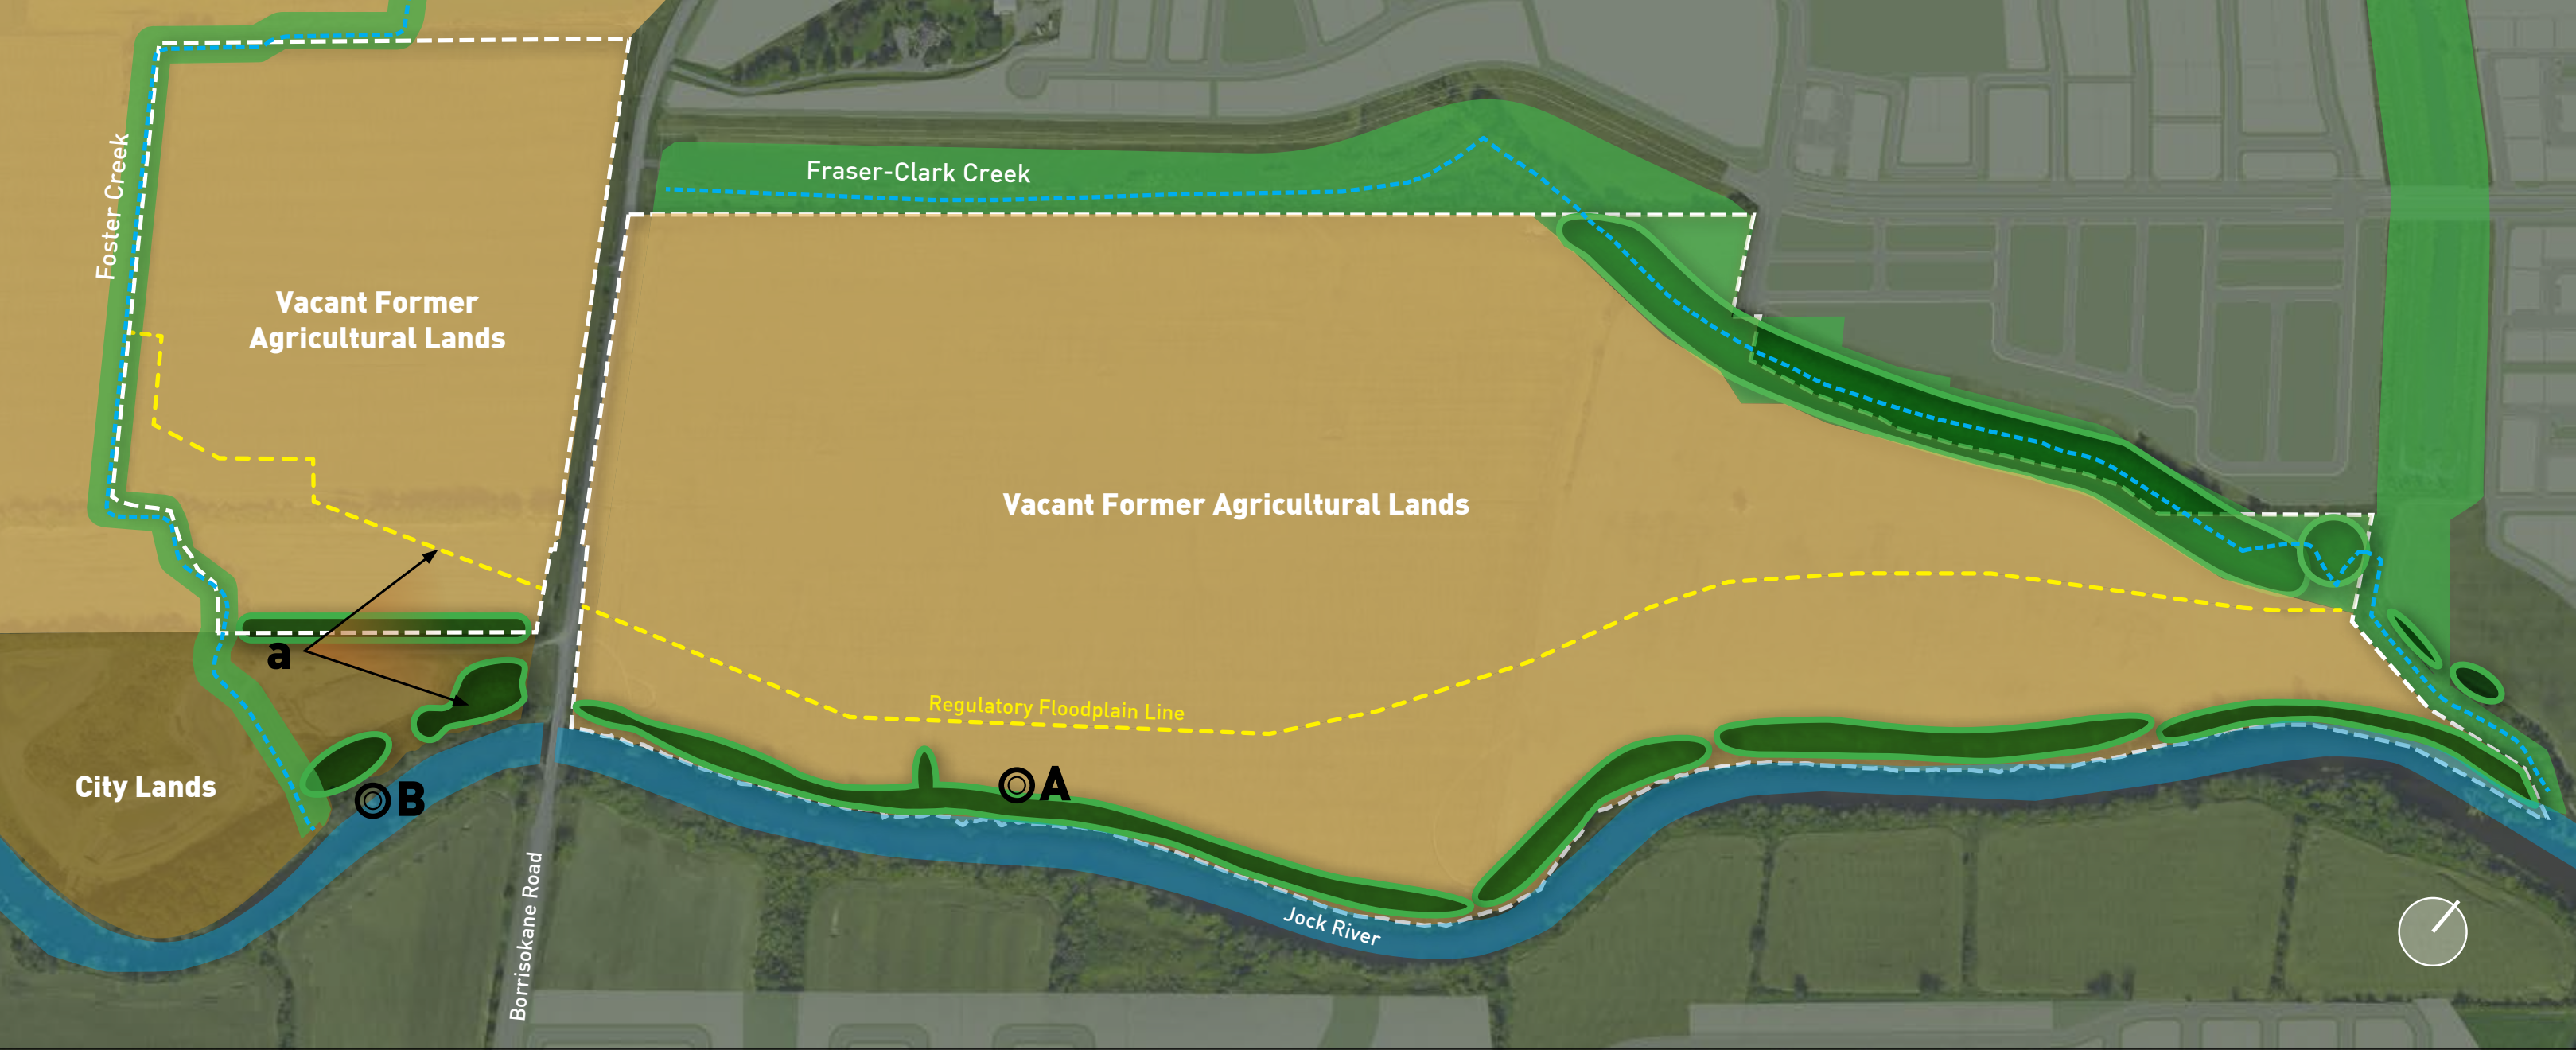 Fraser-Clark Creek
Foster Creek
Vacant Former
Agricultural Lands
Vacant Former Agricultural Lands
a
Regulatory Floodplain Line
City Lands
B
A
Borrisokane Road
Jock River